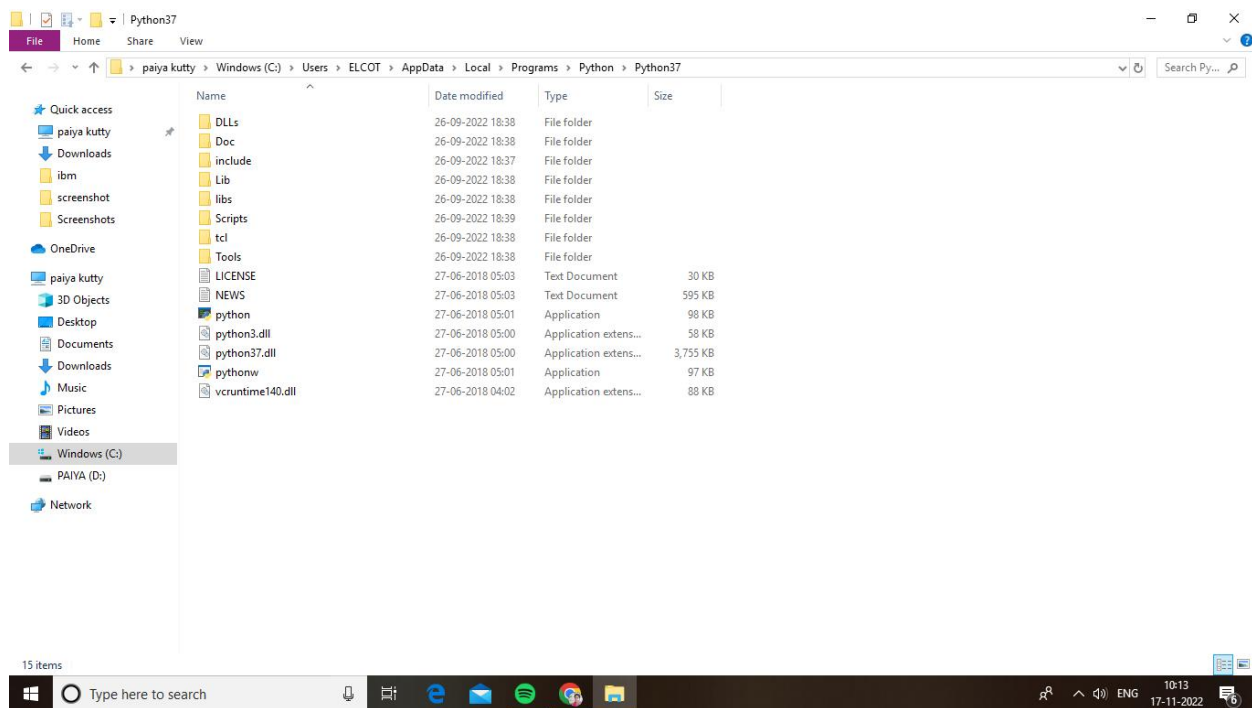 Python37
File Home Share View
paiya kutty > Windows (C:) > Users > ELCOT > AppData > Local > Programs > Python > Python37
Search Py...
Quick access
paiya kutty
Downloads
ibm
screenshot
Screenshots
OneDrive
paiya kutty
3D Objects
Desktop
Documents
Downloads
Music
Pictures
Videos
Windows (C:)
PAIYA (D:)
Network
Name Date modified Type Size
DLLs 26-09-2022 18:38 File folder
Doc 26-09-2022 18:38 File folder
include 26-09-2022 18:37 File folder
Lib 26-09-2022 18:38 File folder
libs 26-09-2022 18:38 File folder
Scripts 26-09-2022 18:39 File folder
tcl 26-09-2022 18:38 File folder
Tools 26-09-2022 18:38 File folder
LICENSE 27-06-2018 05:03 Text Document 30 KB
NEWS 27-06-2018 05:03 Text Document 595 KB
python 27-06-2018 05:01 Application 98 KB
python3.dll 27-06-2018 05:00 Application extens... 58 KB
python37.dll 27-06-2018 05:00 Application extens... 3,755 KB
pythonw 27-06-2018 05:01 Application 97 KB
vcruntime140.dll 27-06-2018 04:02 Application extens... 88 KB
15 items
Type here to search
ENG
10:13
17-11-2022
6